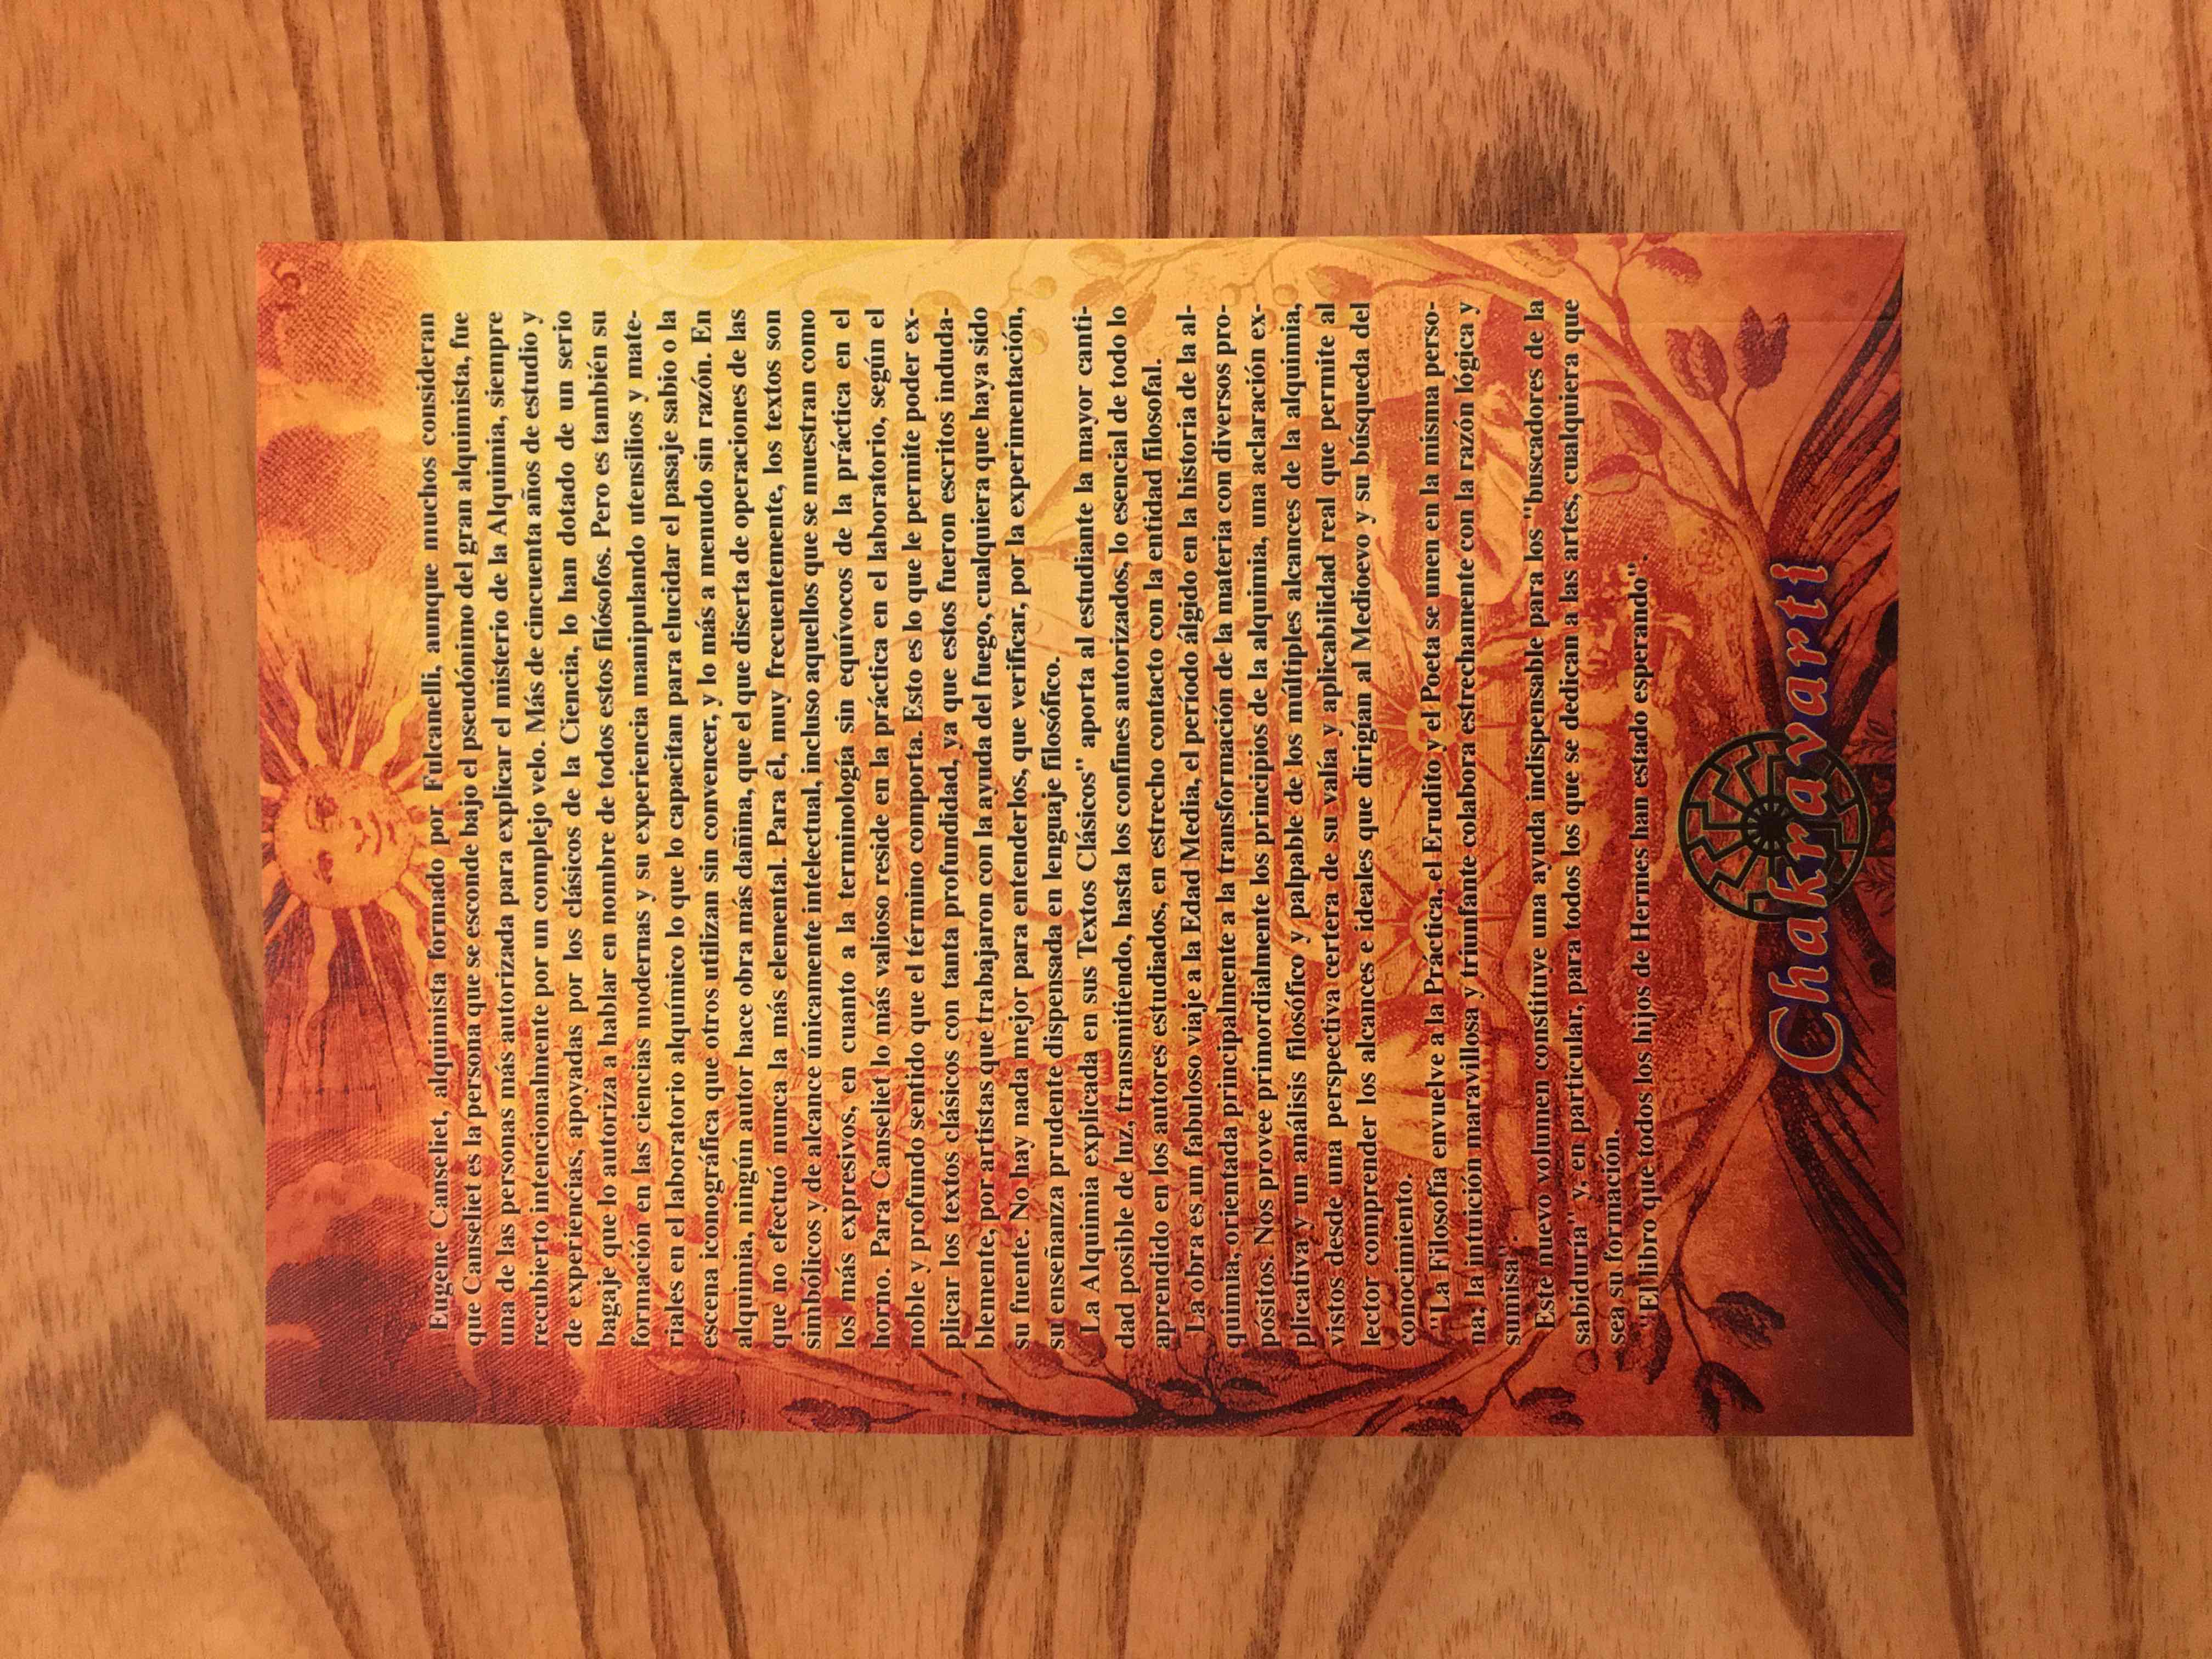 Eugène Canseliet, alquimista formado por Fulcanelli, aunque muchos consideran
que Canseliet es la persona que se esconde bajo el pseudónimo del gran alquimista, fue
una de las personas más autorizada para explicar el misterio de la Alquimia, siempre
recubierto intencionalmente por un complejo velo. Más de cincuenta años de estudio y
de experiencias, apoyadas por los clásicos de la Ciencia, lo han dotado de un serio
bagaje que lo autoriza a hablar en nombre de todos estos filósofos. Pero es también su
formación en las ciencias modernas y su experiencia manipulando utensilios y mate-
riales en el laboratorio alquímico lo que lo capacitan para elucidar el pasaje sabio o la
escena iconográfica que otros utilizan sin convencer, y lo más a menudo sin razón. En
alquimia, ningún autor hace obra más dañina, que el que diserta de operaciones de las
que no efectuó nunca la más elemental. Para él, muy frecuentemente, los textos son
simbólicos y de alcance únicamente intelectual, incluso aquellos que se muestran como
los más expresivos, en cuanto a la terminología sin equívocos de la práctica en el
horno. Para Canseliet lo más valioso reside en la práctica en el laboratorio, según el
noble y profundo sentido que el término comporta. Esto es lo que le permite poder ex-
plicar los textos clásicos con tanta profundidad, ya que estos fueron escritos induda-
blemente, por artistas que trabajaron con la ayuda del fuego, cualquiera que haya sido
su fuente. No hay nada mejor para entenderlos, que verificar, por la experimentación,
su enseñanza prudente dispensada en lenguaje filosófico.
La Alquimia explicada en sus Textos Clásicos" aporta al estudiante la mayor canti-
dad posible de luz, transmitiendo, hasta los confines autorizados, lo esencial de todo lo
aprendido en los autores estudiados, en estrecho contacto con la entidad filosofal.
La obra es un fabuloso viaje a la Edad Media, el período álgido en la historia de la al-
quimia, orientada principalmente a la transformación de la materia con diversos pro-
pósitos. Nos provee primordialmente los principios de la alquimia, una aclaración ex-
plicativa y un análisis filosófico y palpable de los múltiples alcances de la alquimia,
vistos desde una perspectiva certera de su valía y aplicabilidad real que permite al
lector comprender los alcances e ideales que dirigían al Medioevo y su búsqueda del
conocimiento.
"La Filosofía envuelve a la Práctica, el Erudito y el Poeta se unen en la misma perso-
na, la intuición maravillosa y triunfante colabora estrechamente con la razón lógica y
sumisa".
Este nuevo volumen constituye una ayuda indispensable para los "buscadores de la
sabiduría" y, en particular, para todos los que se dedican a las artes, cualquiera que
sea su formación.
"El libro que todos los hijos de Hermes han estado esperando".
Chakravarti